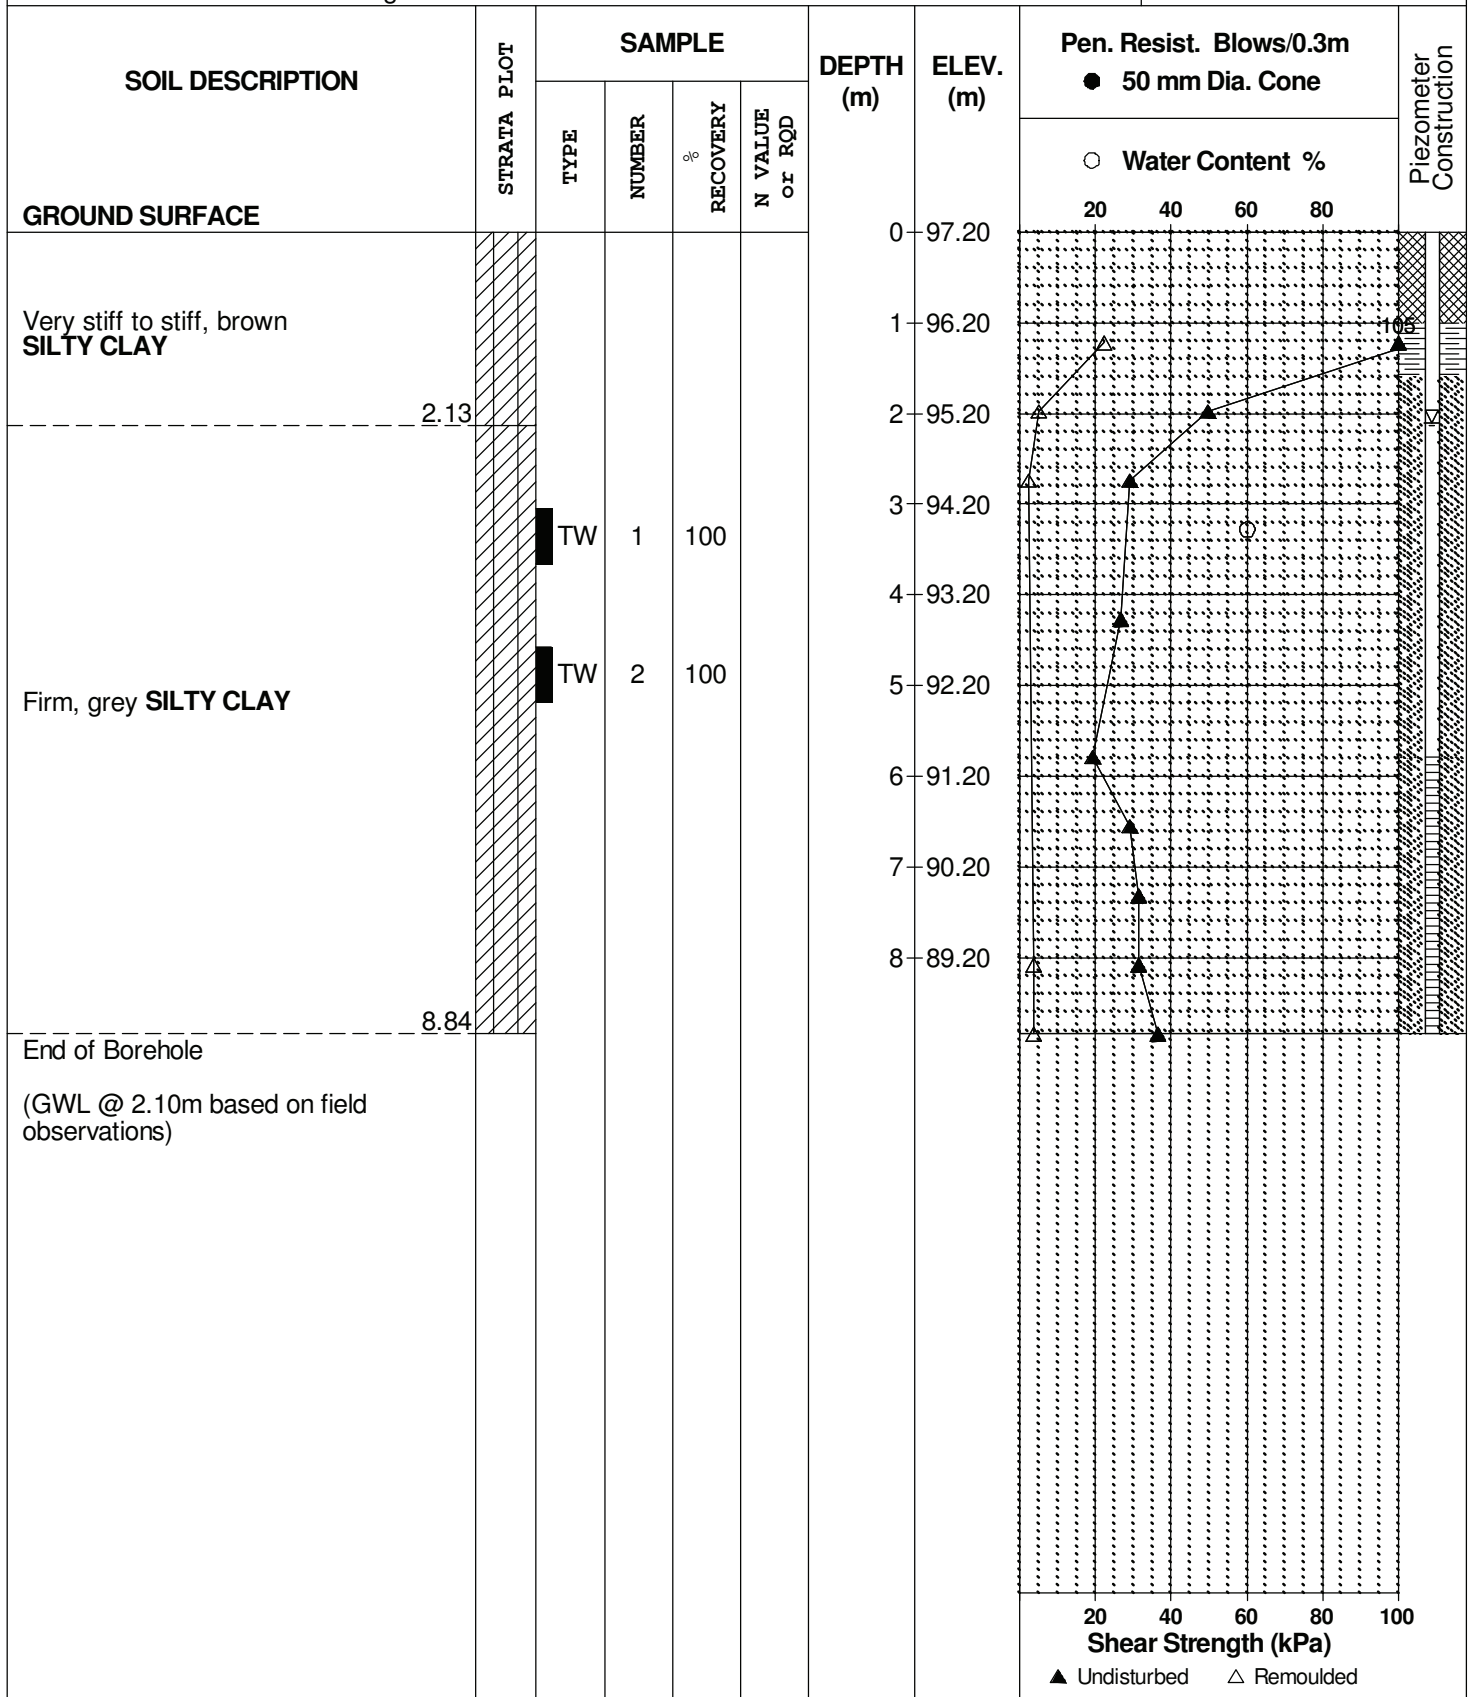 SOIL DESCRIPTION
GROUND SURFACE
STRATA PLOT
SAMPLE
TYPE
NUMBER
%
RECOVERY
N VALUE
or RQD
DEPTH
(m)
ELEV.
(m)
Pen. Resist. Blows/0.3m
● 50 mm Dia. Cone
○ Water Content %
20 40 60 80
Piezometer
Construction
0 97.20
Very stiff to stiff, brown
SILTY CLAY
1 96.20
105
2.13
2 95.20
3 94.20
TW 1 100
4 93.20
TW 2 100
5 92.20
Firm, grey SILTY CLAY
6 91.20
7 90.20
8 89.20
8.84
End of Borehole
(GWL @ 2.10m based on field
observations)
20 40 60 80 100
Shear Strength (kPa)
▲ Undisturbed △ Remoulded